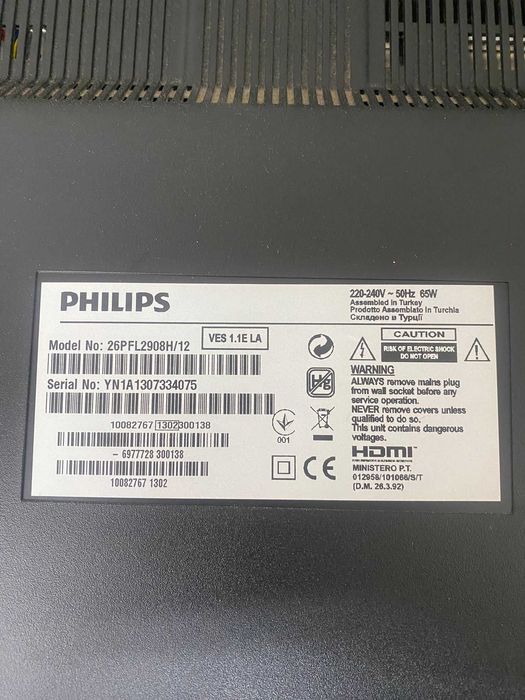 PHILIPS
VES 1.1E LA
Model No: 26PFL2908H/12
Serial No: YN1A1307334075
10082767 1302 300138
- 6977728 300138
10082767 1302
Hg
001
CE
220-240V ~ 50Hz 65W
Assembled in Turkey
Prodotto Assemblato In Turchia
Складено в Турції
CAUTION
RISK OF ELECTRIC SHOCK
DO NOT OPEN
WARNING
ALWAYS remove mains plug
from wall socket before any
service operation.
NEVER remove covers unless
qualified to do so.
This unit contains dangerous
voltages.
HDMI
MINISTERO P.T.
012958/101066/S/T
(D.M. 26.3.92)